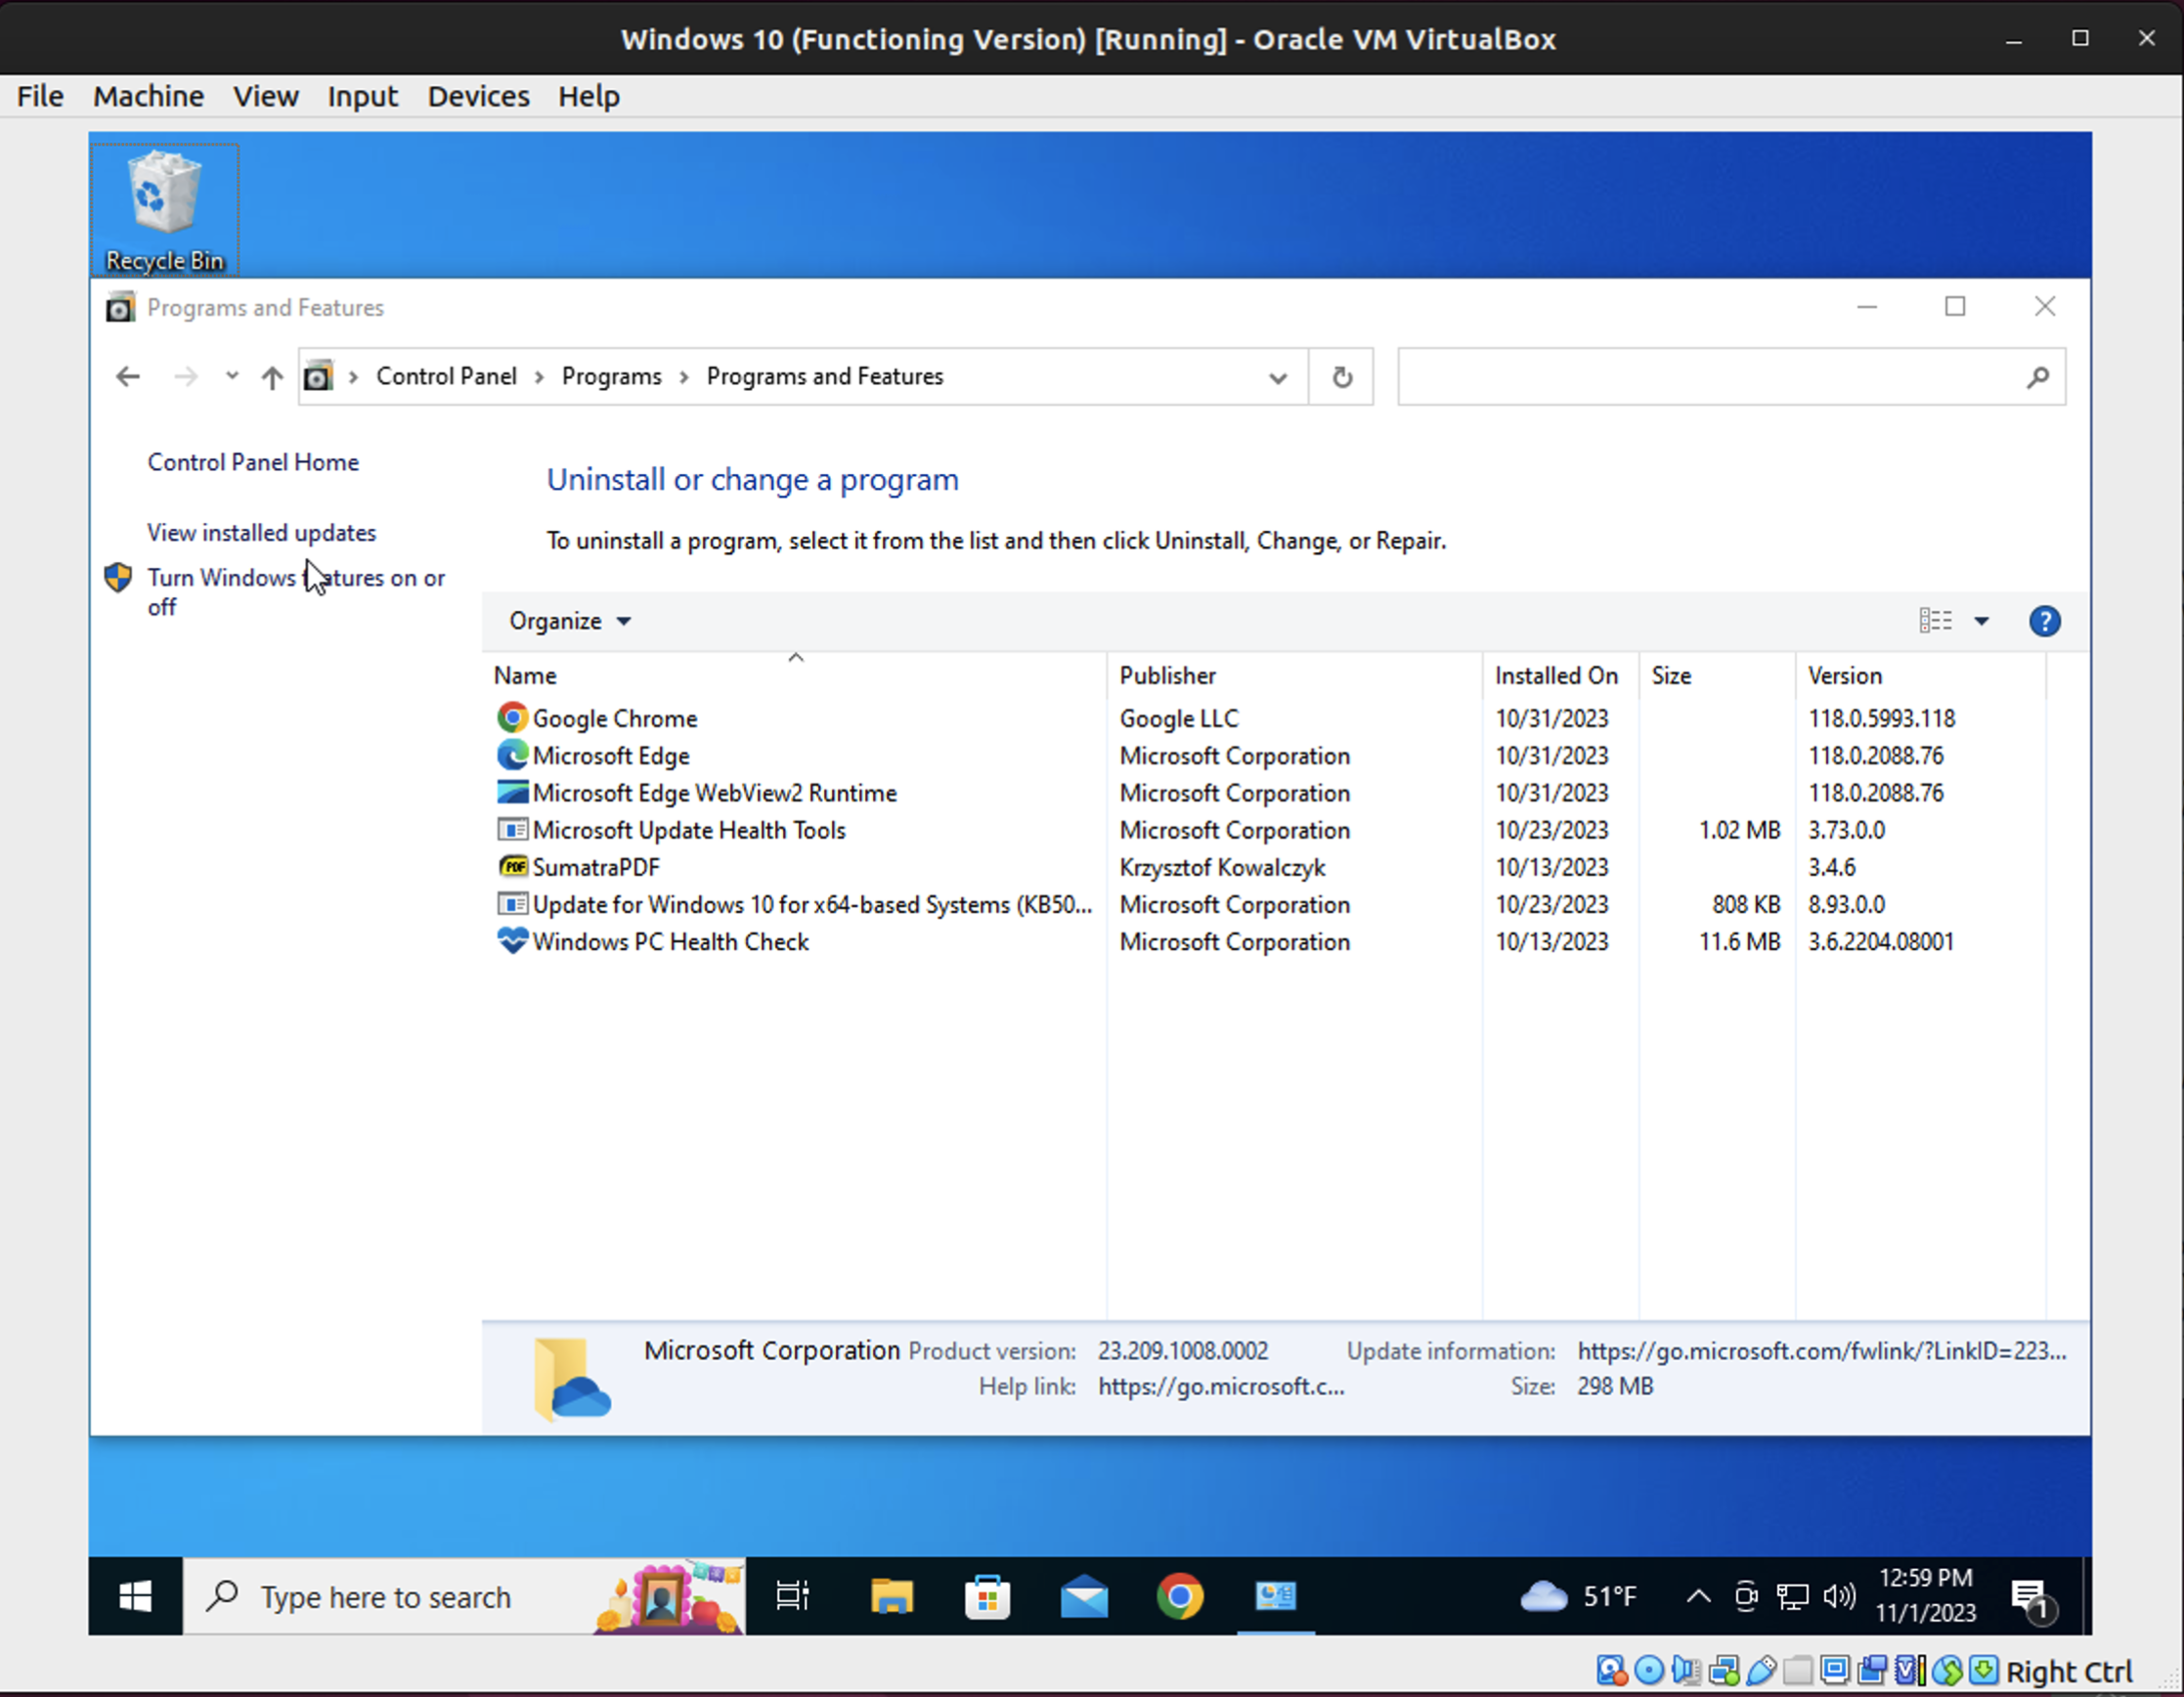 Windows 10 (Functioning Version) [Running] - Oracle VM VirtualBox
File Machine View Input Devices Help
Recycle Bin
Programs and Features
Control Panel Programs Programs and Features
Control Panel Home
Uninstall or change a program
View installed updates
To uninstall a program, select it from the list and then click Uninstall, Change, or Repair.
Turn Windows features on or
off
Organize
Name Publisher Installed On Size Version
Google Chrome Google LLC 10/31/2023 118.0.5993.118
Microsoft Edge Microsoft Corporation 10/31/2023 118.0.2088.76
Microsoft Edge WebView2 Runtime Microsoft Corporation 10/31/2023 118.0.2088.76
Microsoft Update Health Tools Microsoft Corporation 10/23/2023 1.02 MB 3.73.0.0
PDF SumatraPDF Krzysztof Kowalczyk 10/13/2023 3.4.6
Update for Windows 10 for x64-based Systems (KB50... Microsoft Corporation 10/23/2023 808 KB 8.93.0.0
Windows PC Health Check Microsoft Corporation 10/13/2023 11.6 MB 3.6.2204.08001
Microsoft Corporation Product version: 23.209.1008.0002 Update information: https://go.microsoft.com/fwlink/?LinkID=223...
Help link: https://go.microsoft.c... Size: 298 MB
Type here to search 51°F 12:59 PM
11/1/2023 1
Right Ctrl